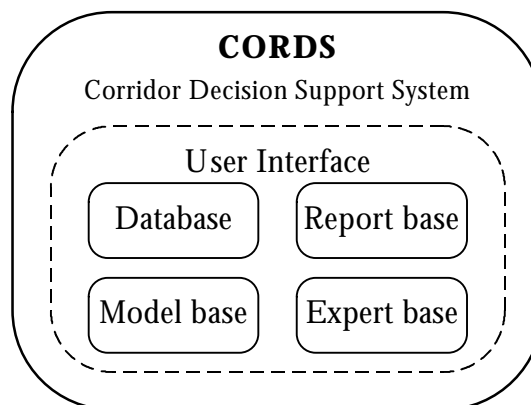 CORDS
Corridor Decision Support System
User Interface
Database
Report base
Model base
Expert base